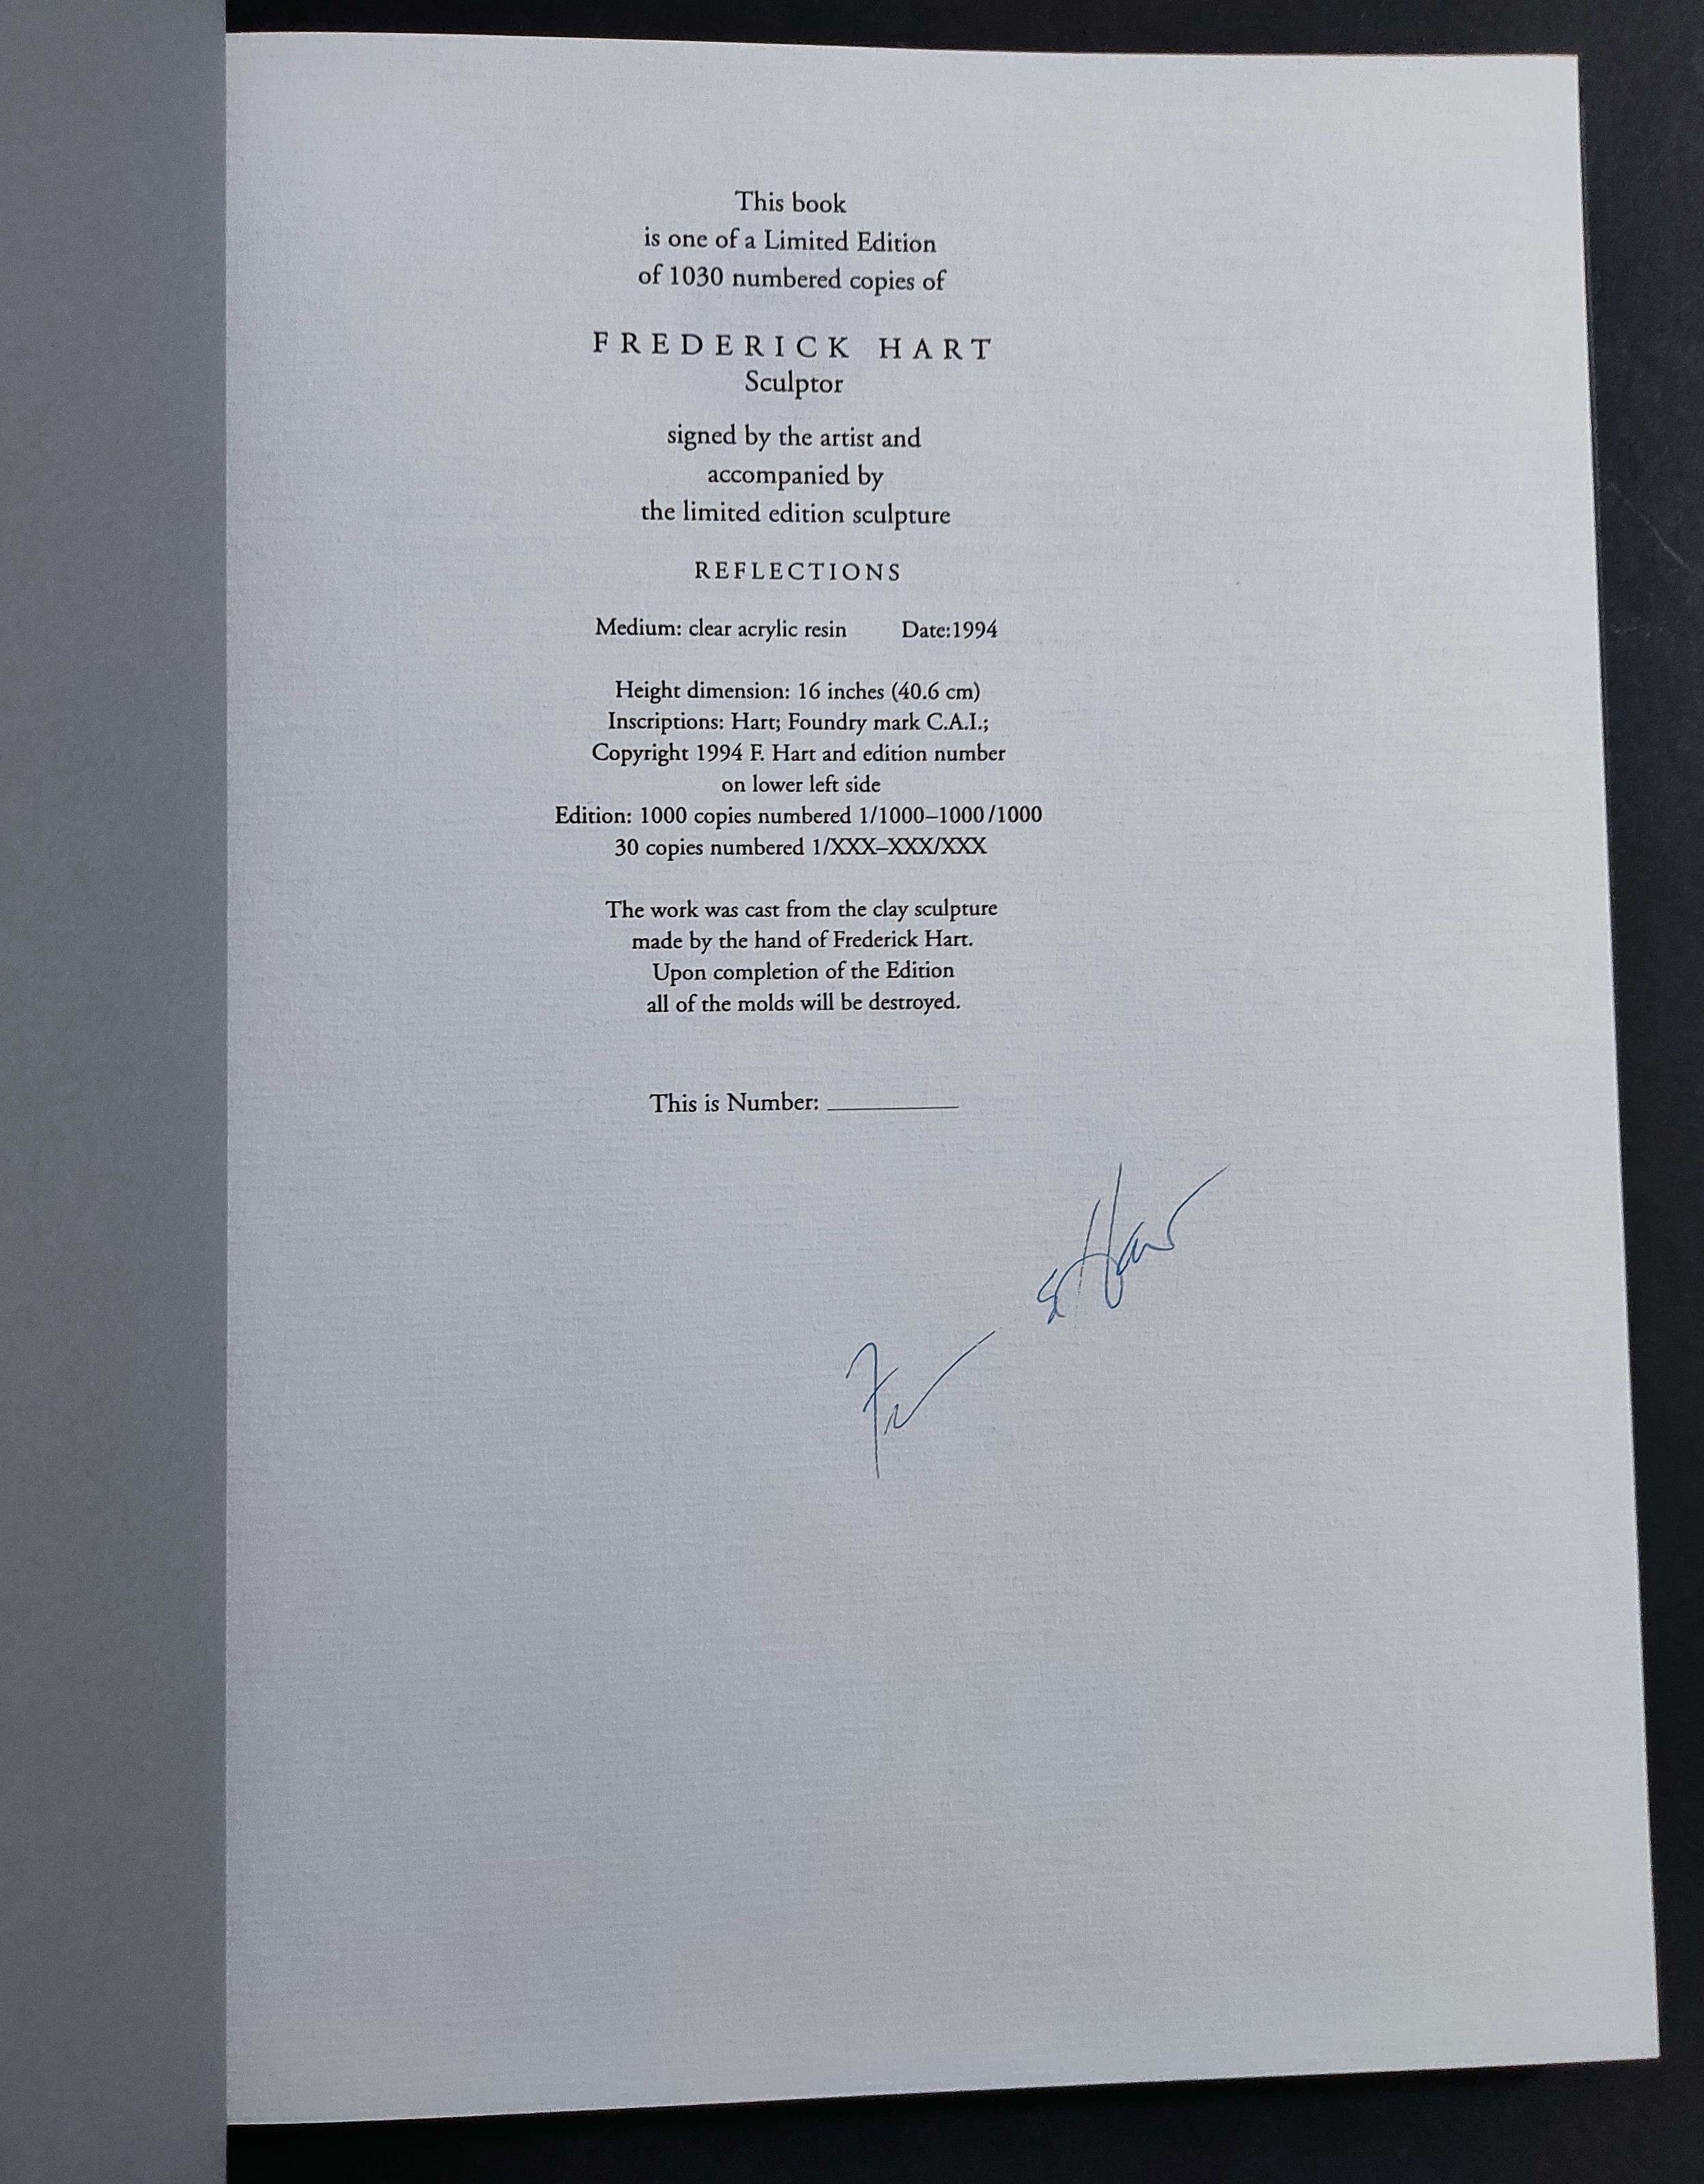 This book
is one of a Limited Edition
of 1030 numbered copies of
FREDERICK HART
Sculptor
signed by the artist and
accompanied by
the limited edition sculpture
REFLECTIONS
Medium: clear acrylic resin Date:1994
Height dimension: 16 inches (40.6 cm)
Inscriptions: Hart; Foundry mark C.A.I.;
Copyright 1994 F. Hart and edition number
on lower left side
Edition: 1000 copies numbered 1/1000–1000/1000
30 copies numbered 1/XXX–XXX/XXX
The work was cast from the clay sculpture
made by the hand of Frederick Hart.
Upon completion of the Edition
all of the molds will be destroyed.
This is Number:
Hart